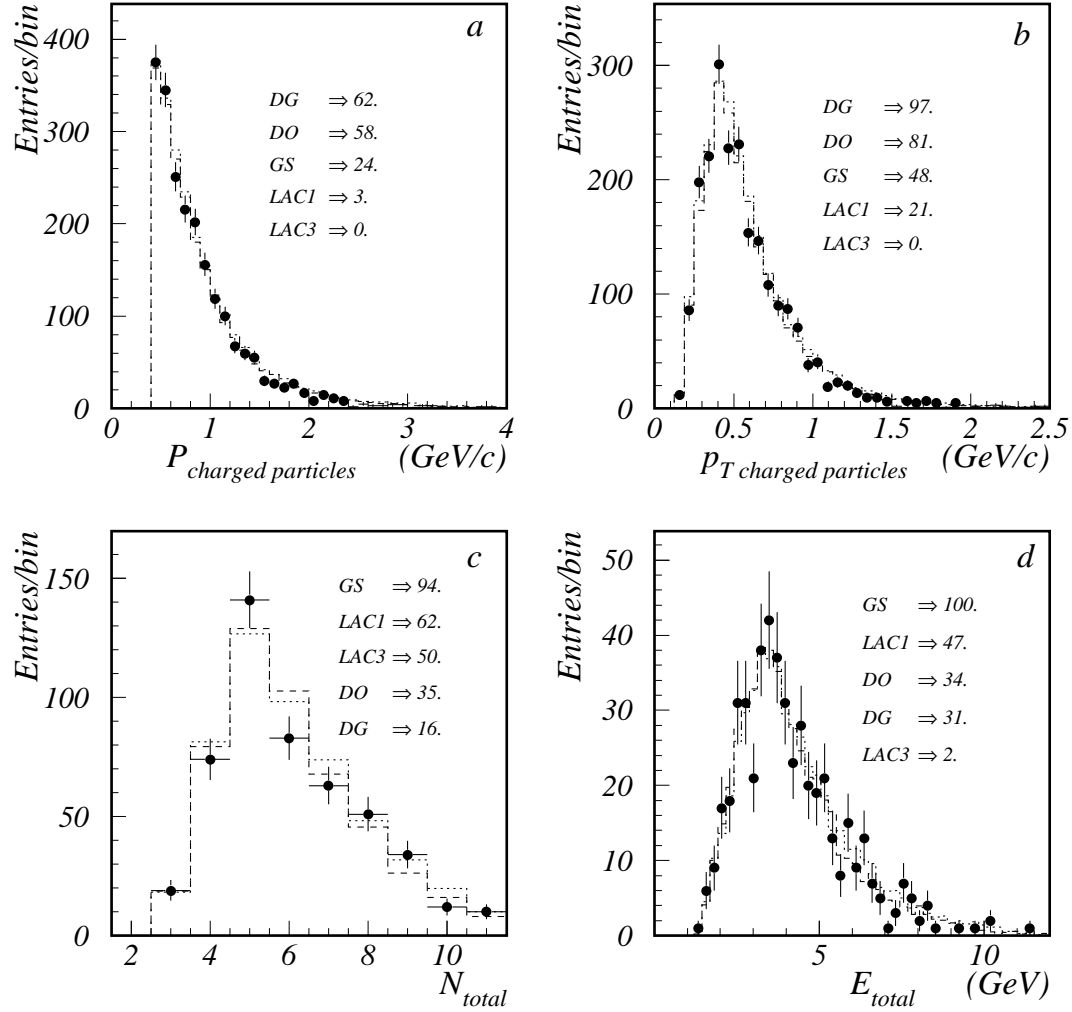 a
Entries/bin
400
300
200
100
0
DG ⇒ 62.
DO ⇒ 58.
GS ⇒ 24.
LAC1 ⇒ 3.
LAC3 ⇒ 0.
0 1 2 3 4
P charged particles (GeV/c)
b
Entries/bin
300
200
100
0
DG ⇒ 97.
DO ⇒ 81.
GS ⇒ 48.
LAC1 ⇒ 21.
LAC3 ⇒ 0.
0 0.5 1 1.5 2 2.5
p T charged particles (GeV/c)
c
Entries/bin
150
100
50
0
GS ⇒ 94.
LAC1 ⇒ 62.
LAC3 ⇒ 50.
DO ⇒ 35.
DG ⇒ 16.
2 4 6 8 10
N total
d
Entries/bin
50
40
30
20
10
0
GS ⇒ 100.
LAC1 ⇒ 47.
DO ⇒ 34.
DG ⇒ 31.
LAC3 ⇒ 2.
5 10
E total (GeV)